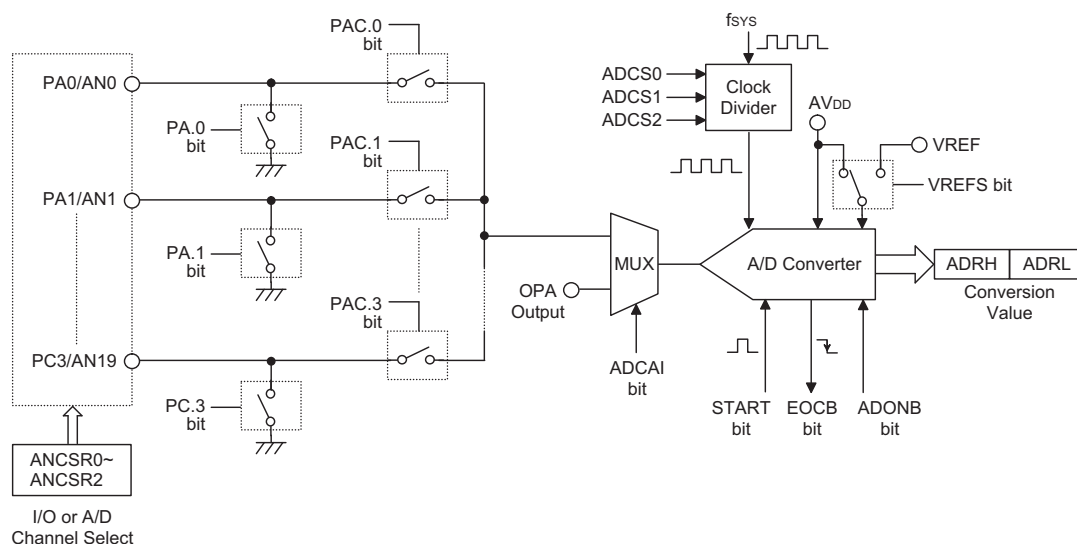 PAC.0
bit
PA0/AN0
PA.0
bit
PAC.1
bit
PA1/AN1
PA.1
bit
PAC.3
bit
PC3/AN19
PC.3
bit
ANCSR0~
ANCSR2
I/O or A/D
Channel Select
fSYS
ADCS0
ADCS1
ADCS2
Clock
Divider
AVDD
VREF
VREFS bit
MUX
OPA
Output
ADCAI
bit
A/D Converter
ADRH
ADRL
Conversion
Value
START
bit
EOCB
bit
ADONB
bit